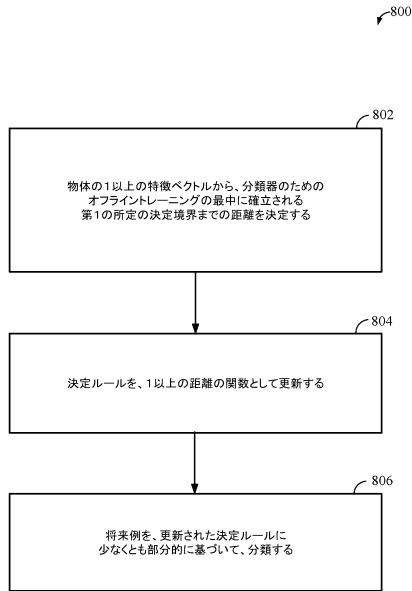 800
802
物体の1以上の特徴ベクトルから、分類器のための
オフライントレーニングの最中に確立される
第1の所定の決定境界までの距離を決定する
804
決定ルールを、1以上の距離の関数として更新する
806
将来例を、更新された決定ルールに
少なくとも部分的に基づいて、分類する